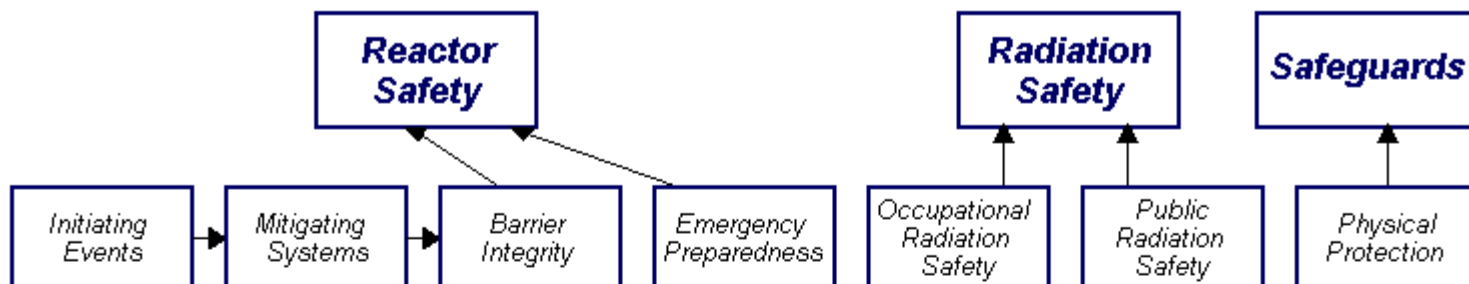 Reactor
Safety
Radiation
Safety
Safeguards
Initiating
Events
Mitigating
Systems
Barrier
Integrity
Emergency
Preparedness
Occupational
Radiation
Safety
Public
Radiation
Safety
Physical
Protection